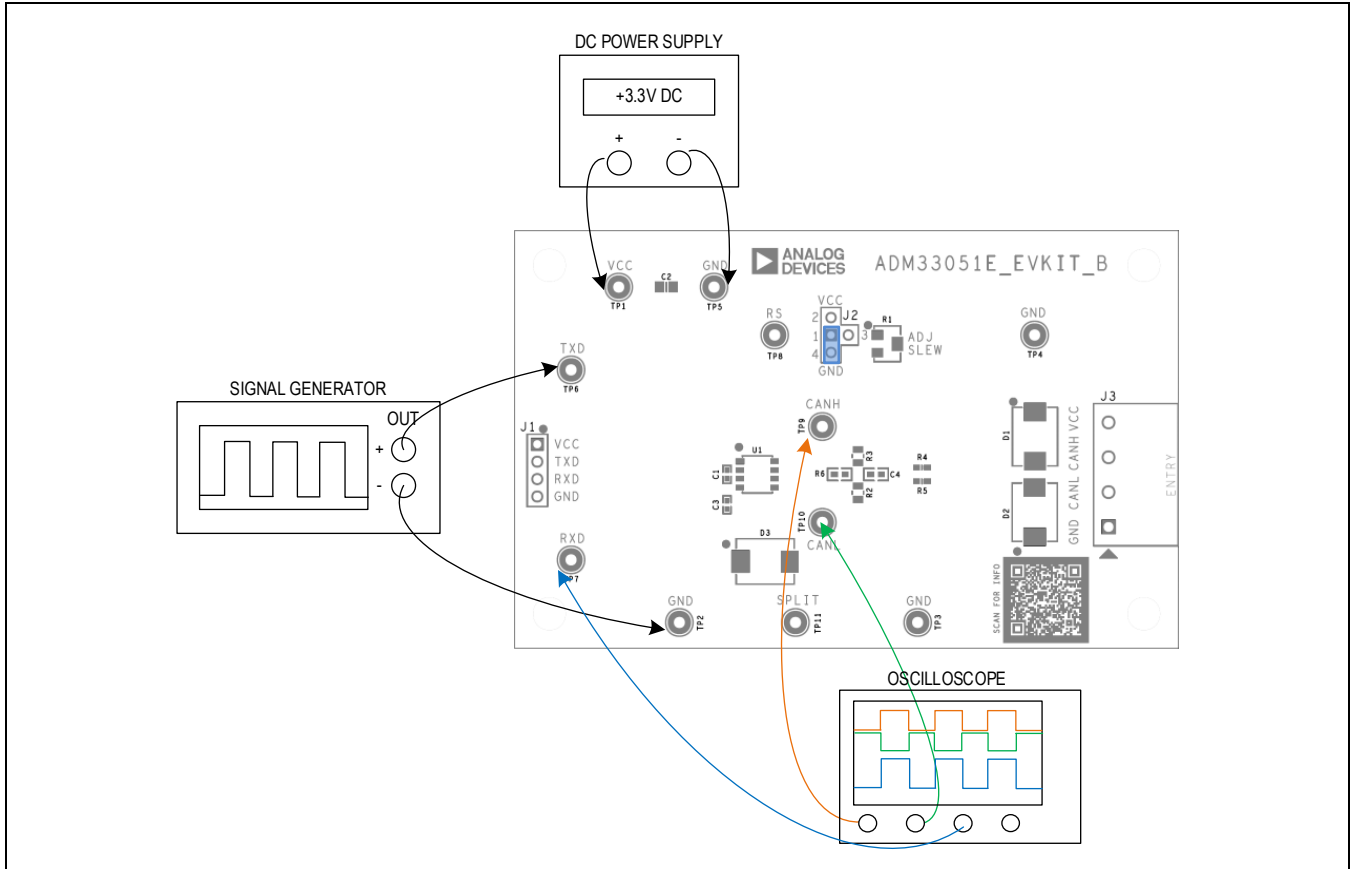 DC POWER SUPPLY
+3.3V DC
+ -
ANALOG
DEVICES
ADM33051E_EVKIT_B
VCC
TP1
C2
GND
TP5
RS
TP8
VCC
2
J2
1
3
4
GND
R1
ADJ
SLEW
GND
TP4
TXD
TP6
SIGNAL GENERATOR
OUT
+
-
J1
VCC
TXD
RXD
GND
CANH
TP9
U1
C1
C3
R3
R6
C4
R2
R4
R5
TP10
CANL
D3
D1
D2
J3
GND CANL CANH VCC
ENTRY
RXD
TP7
GND
TP2
SPLIT
TP11
GND
TP3
SCAN FOR INFO
OSCILLOSCOPE